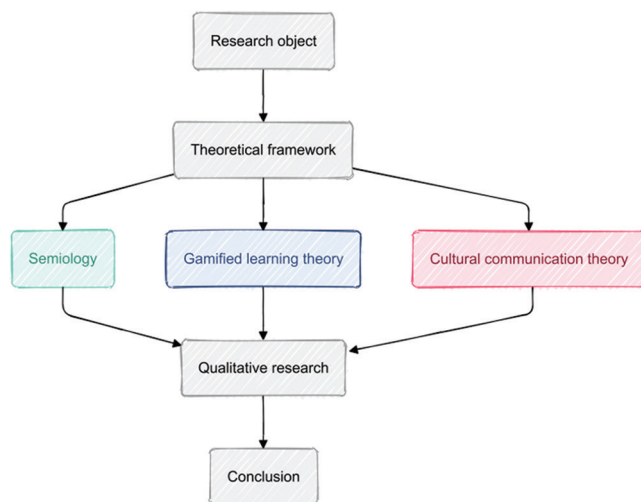 Research object
Theoretical framework
Semiology
Gamified learning theory
Cultural communication theory
Qualitative research
Conclusion